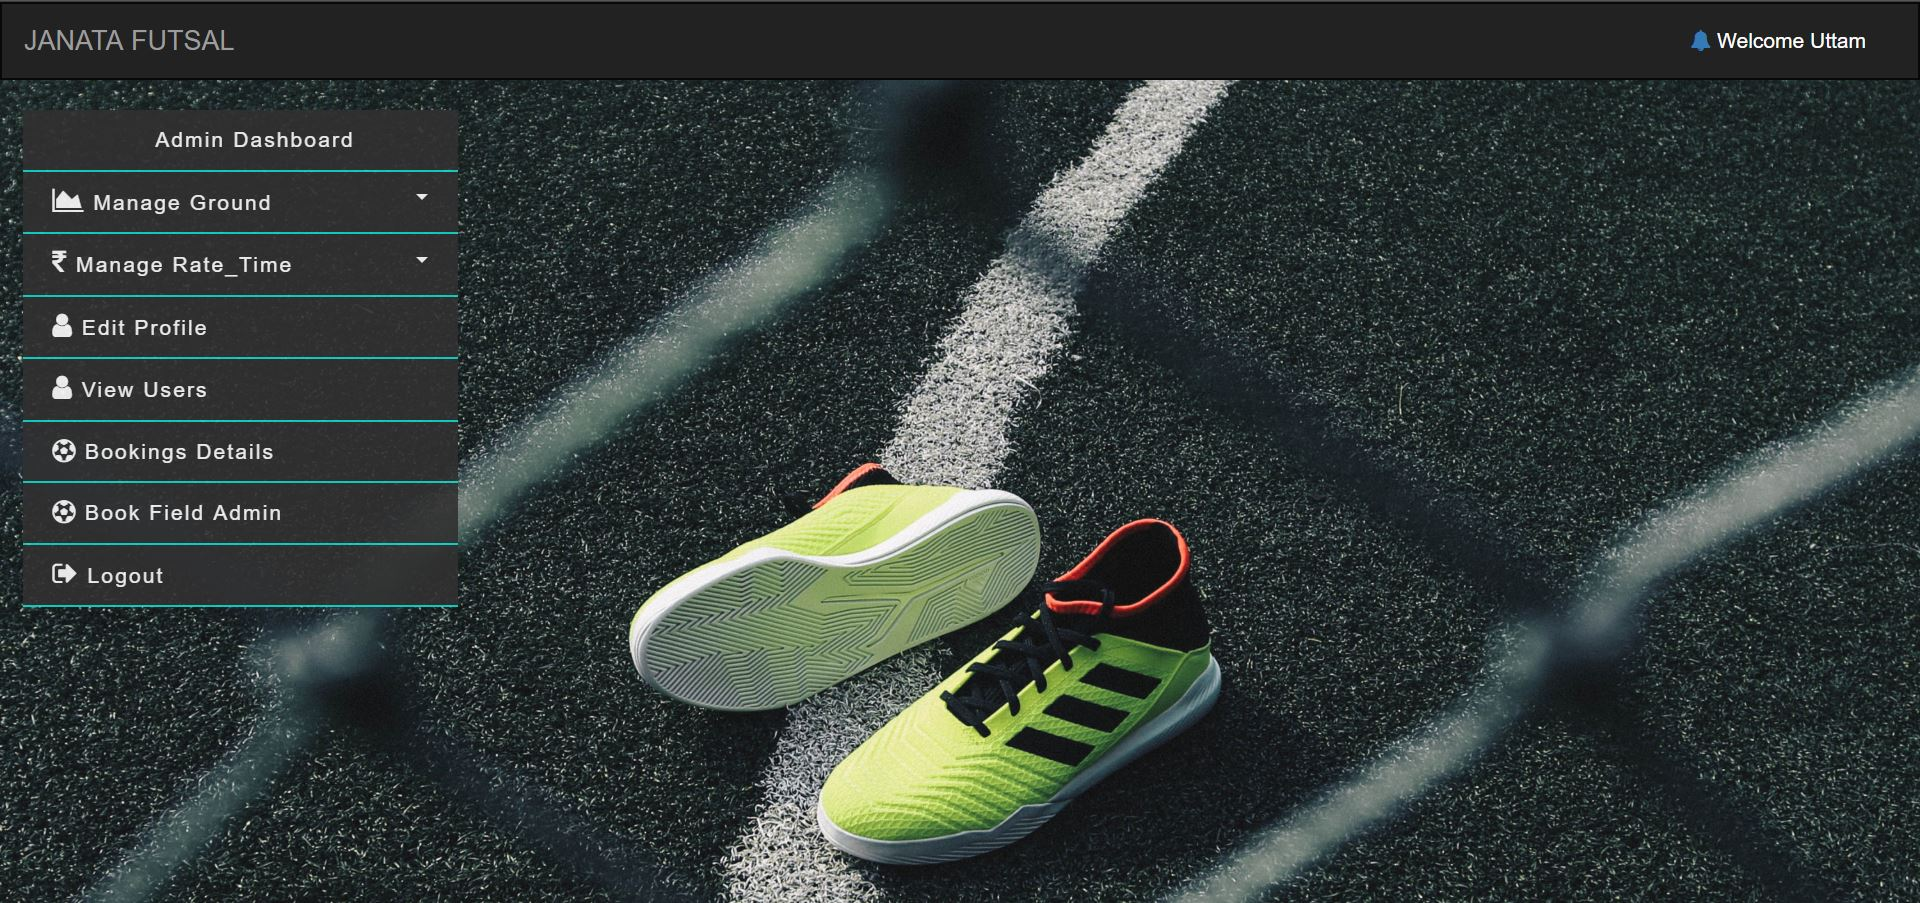 JANATA FUTSAL
Welcome Uttam
Admin Dashboard
Manage Ground
Manage Rate_Time
Edit Profile
View Users
Bookings Details
Book Field Admin
Logout